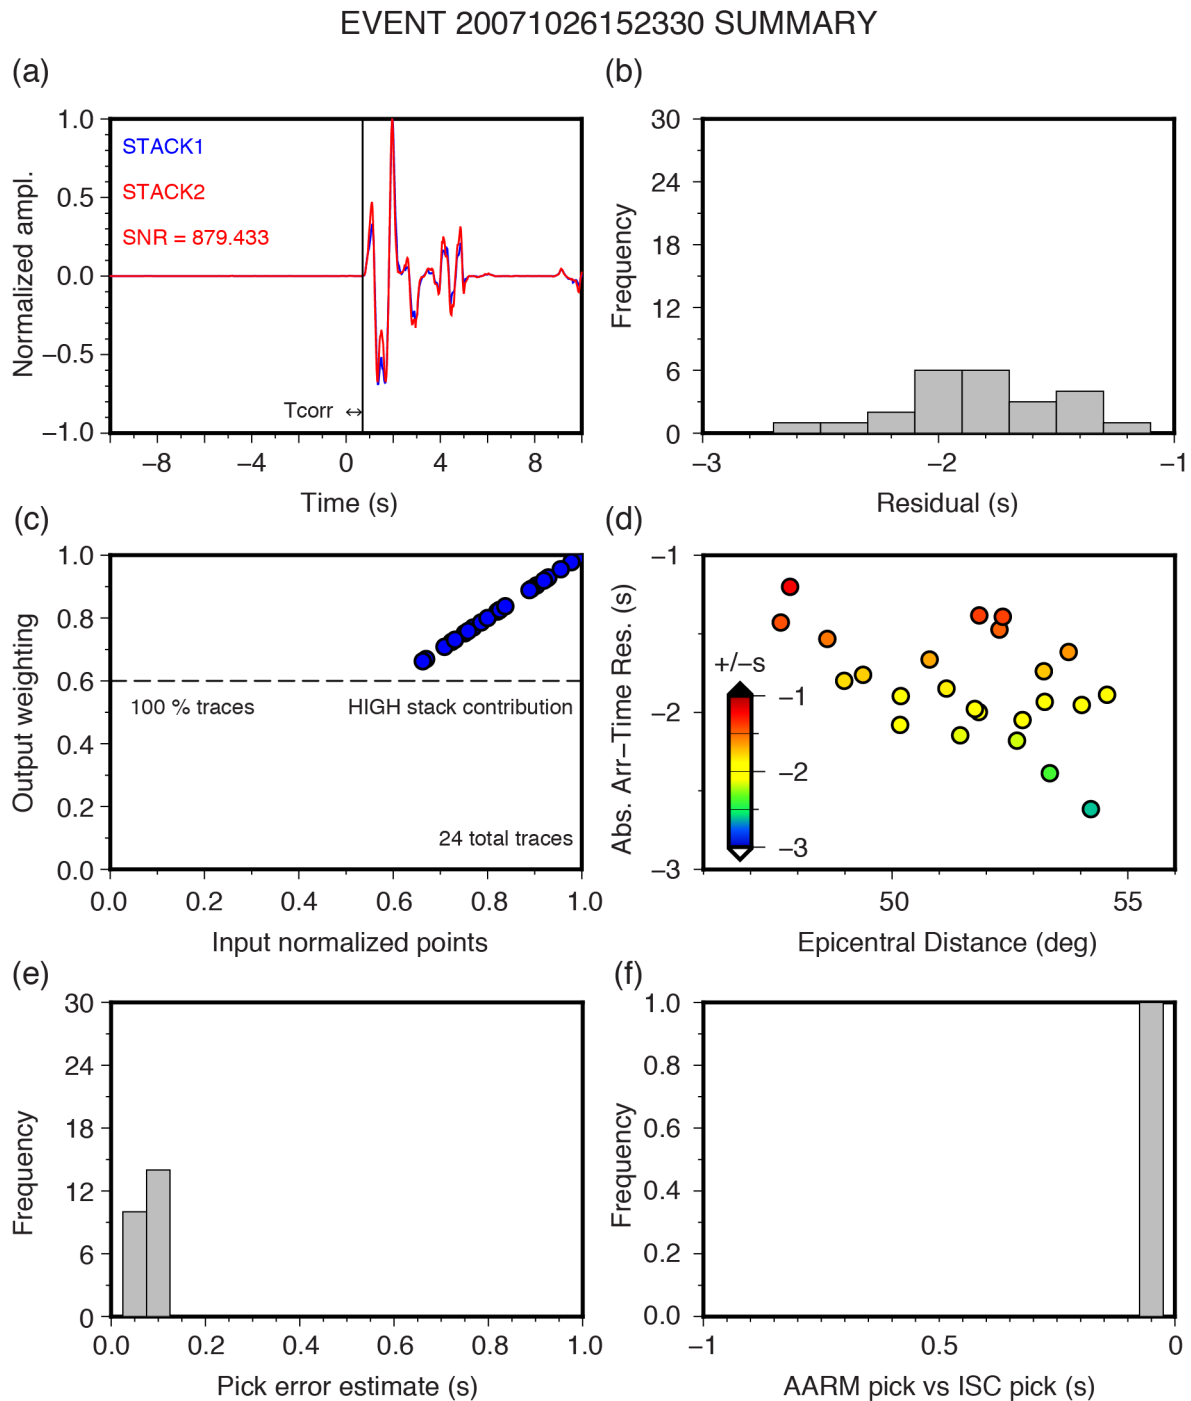 EVENT 20071026152330 SUMMARY
(a)
Normalized ampl.
1.0
0.5
0.0
−0.5
−1.0
STACK1
STACK2
SNR = 879.433
Tcorr
−8 −4 0 4 8
Time (s)
(b)
Frequency
30
24
18
12
6
0
−3 −2 −1
Residual (s)
(c)
Output weighting
1.0
0.8
0.6
0.4
0.2
0.0
100 % traces HIGH stack contribution
24 total traces
0.0 0.2 0.4 0.6 0.8 1.0
Input normalized points
(d)
Abs. Arr−Time Res. (s)
−1
−2
−3
+/−s
−1
−2
−3
50 55
Epicentral Distance (deg)
(e)
Frequency
30
24
18
12
6
0
0.0 0.2 0.4 0.6 0.8 1.0
Pick error estimate (s)
(f)
Frequency
1.0
0.8
0.6
0.4
0.2
0.0
−1 0.5 0
AARM pick vs ISC pick (s)